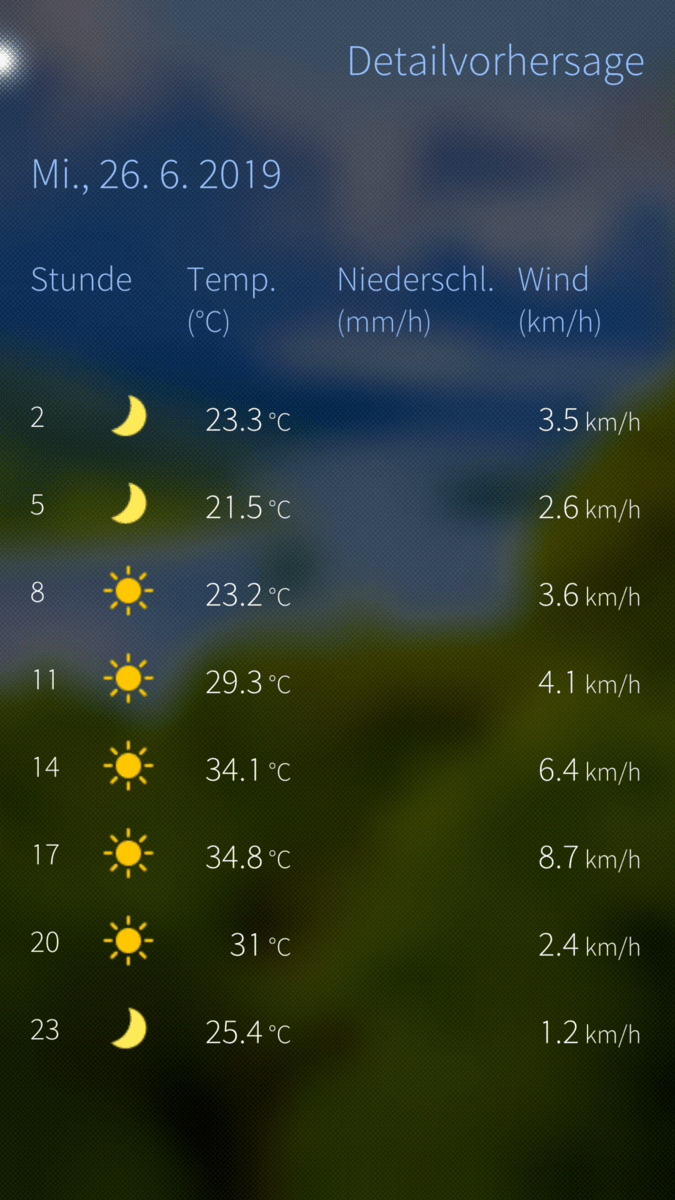 Detailvorhersage
Mi., 26. 6. 2019
Stunde Temp. Niederschl. Wind
(°C) (mm/h) (km/h)
2 23.3 °C 3.5 km/h
5 21.5 °C 2.6 km/h
8 23.2 °C 3.6 km/h
11 29.3 °C 4.1 km/h
14 34.1 °C 6.4 km/h
17 34.8 °C 8.7 km/h
20 31 °C 2.4 km/h
23 25.4 °C 1.2 km/h